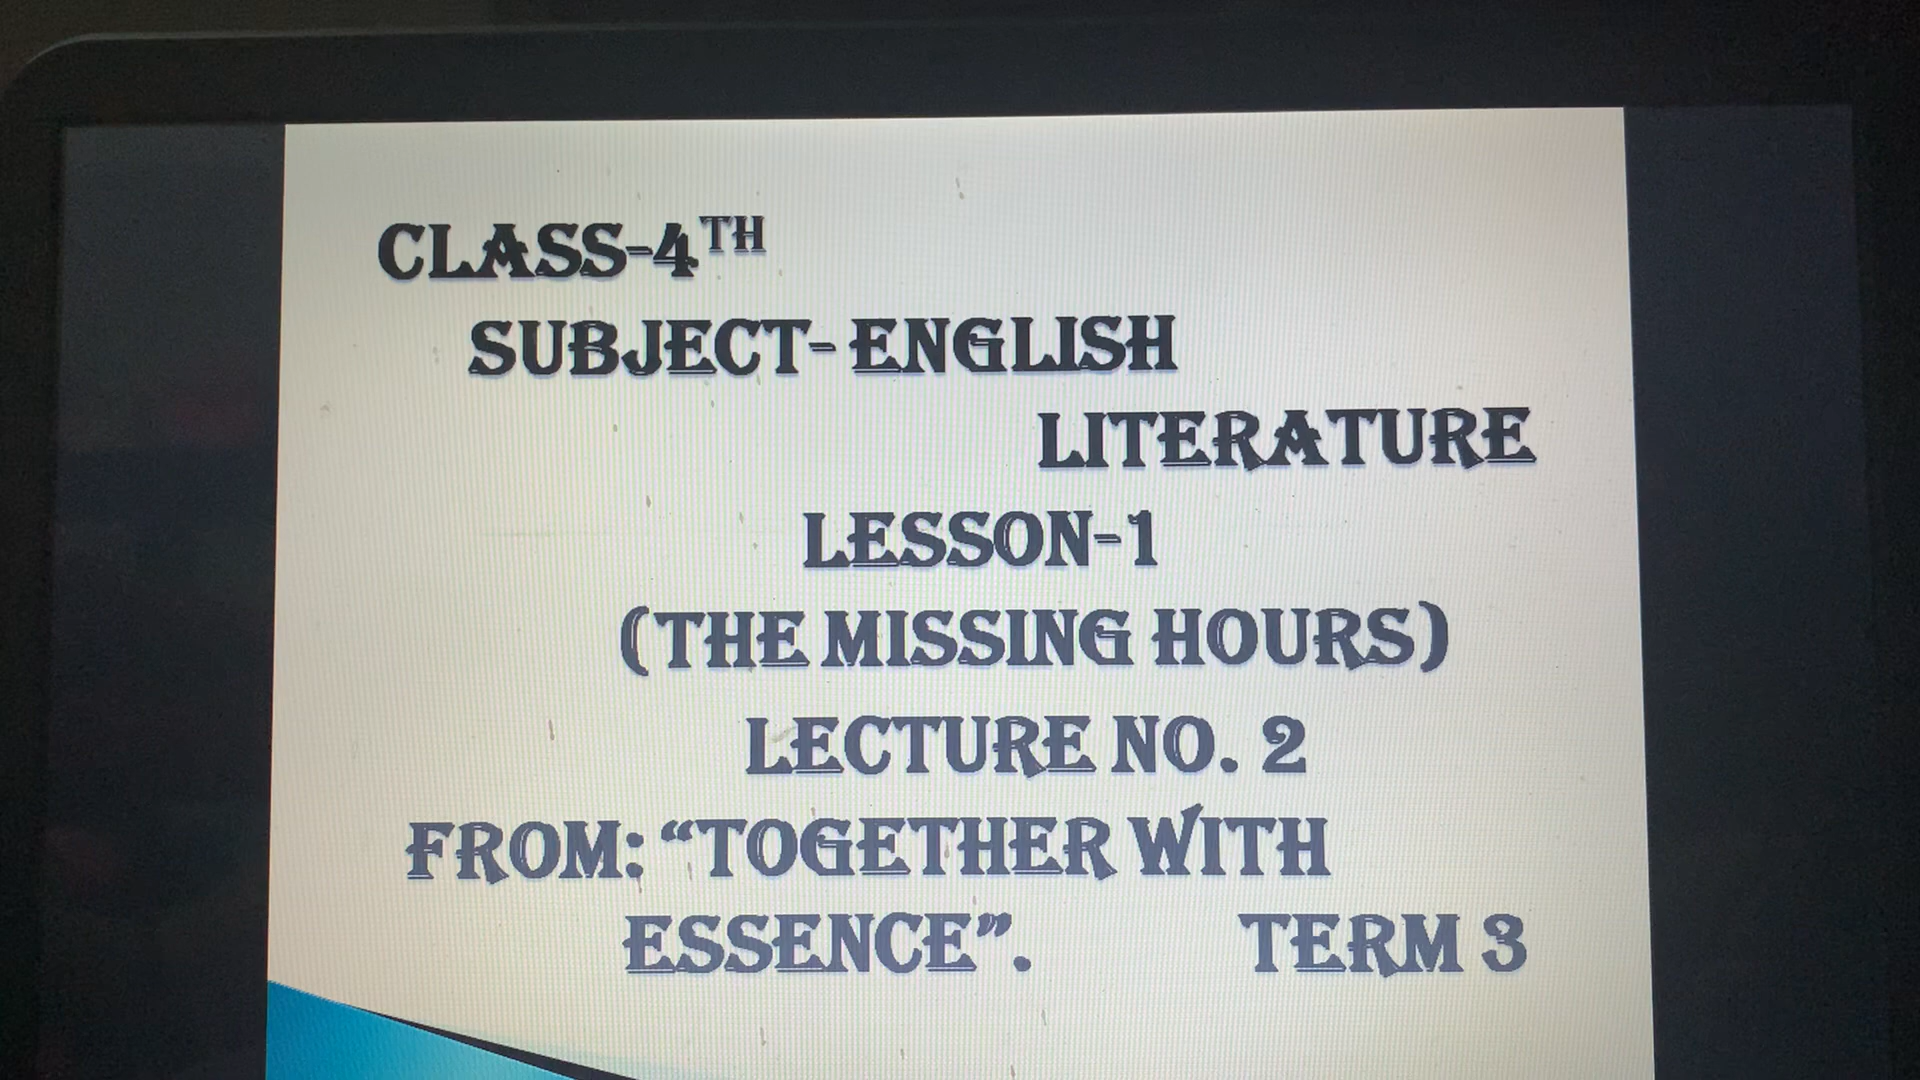 CLASS-4TH
SUBJECT- ENGLISH
LITERATURE
LESSON-1
(THE MISSING HOURS)
LECTURE NO. 2
FROM: “TOGETHER WITH
ESSENCE”. TERM 3